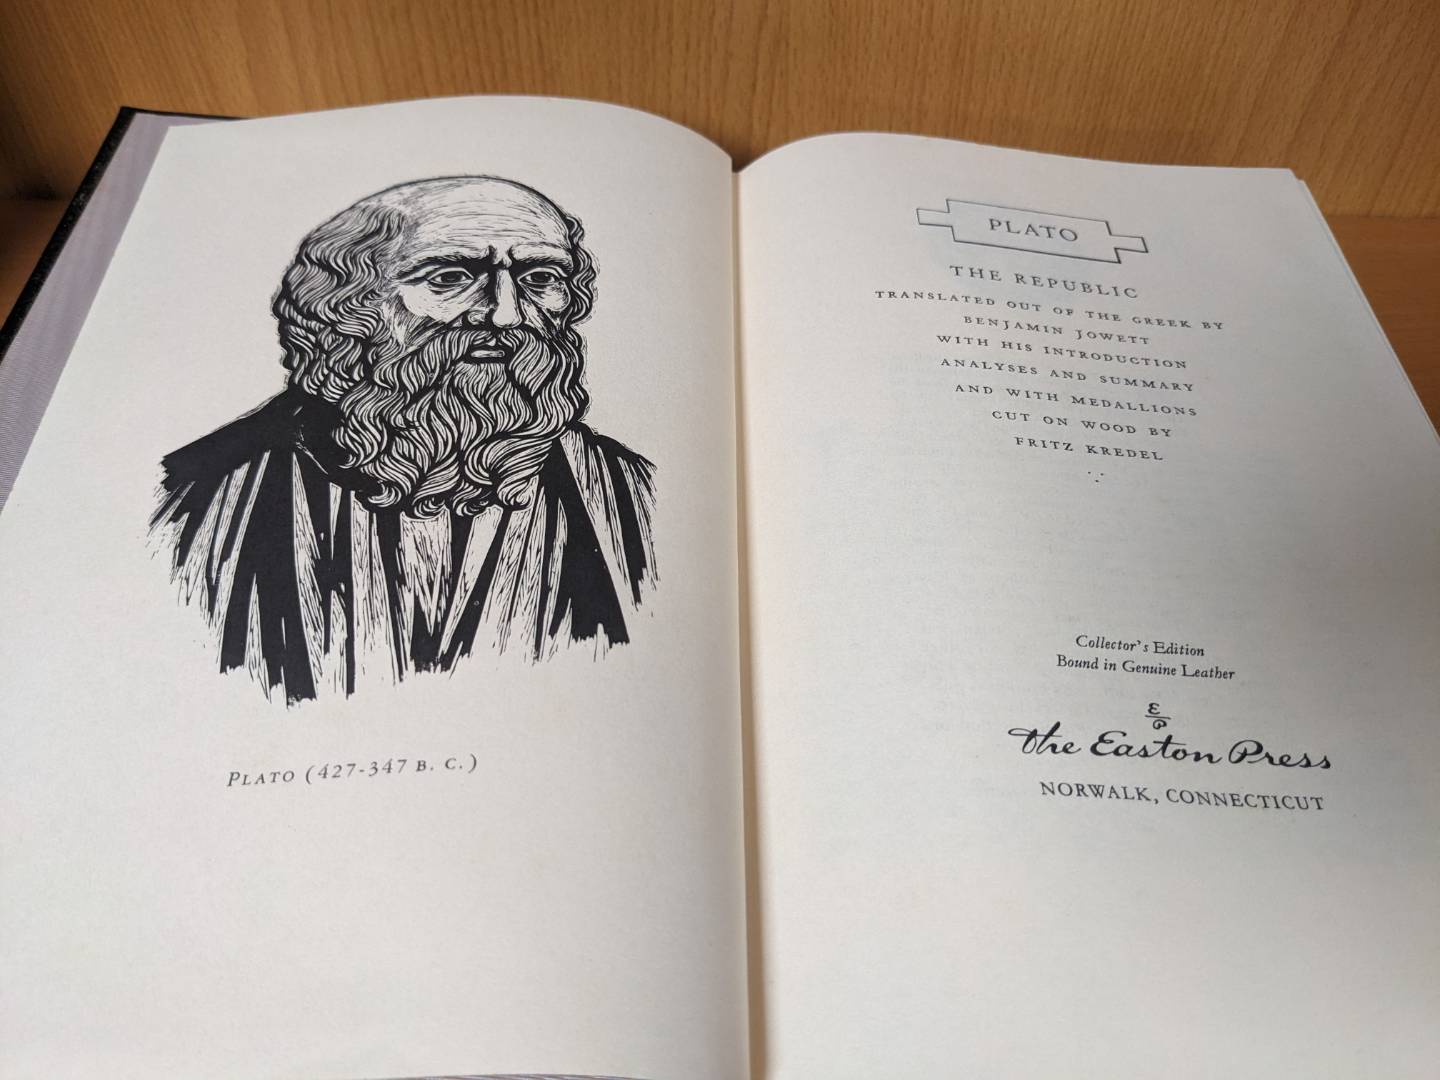 PLATO (427-347 B. C.)
PLATO
THE REPUBLIC
TRANSLATED OUT OF THE GREEK BY
BENJAMIN JOWETT
WITH HIS INTRODUCTION
ANALYSES AND SUMMARY
AND WITH MEDALLIONS
CUT ON WOOD BY
FRITZ KREDEL
Collector's Edition
Bound in Genuine Leather
E
P
The Easton Press
NORWALK, CONNECTICUT